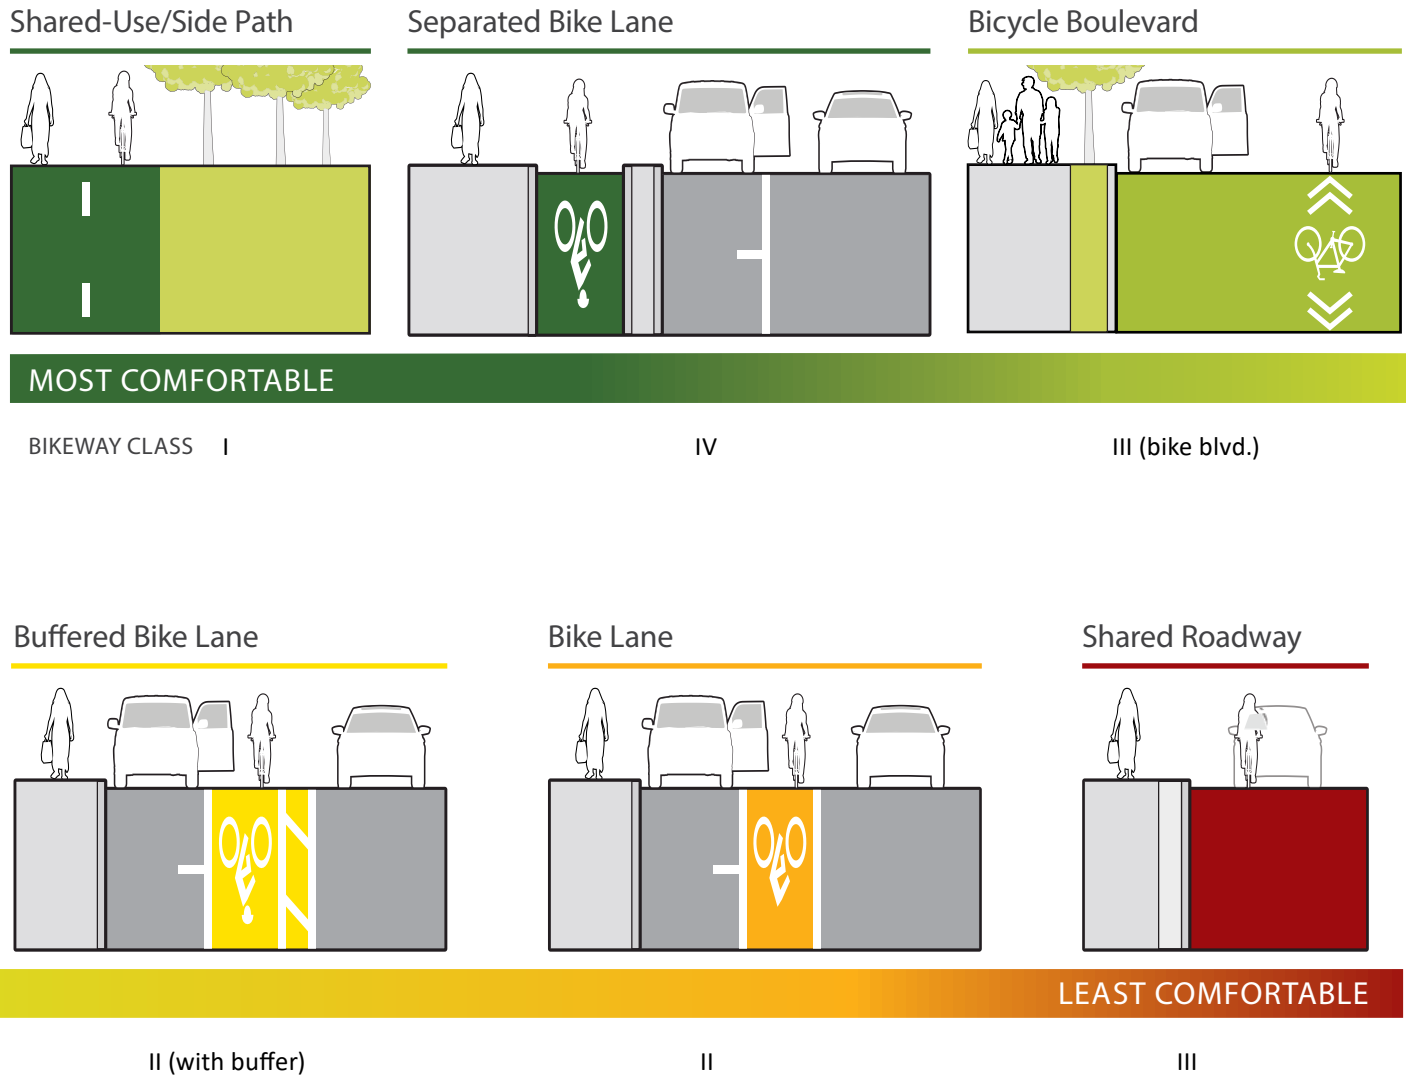 Shared-Use/Side Path
Separated Bike Lane
Bicycle Boulevard
MOST COMFORTABLE
BIKEWAY CLASS I
IV
III (bike blvd.)
Buffered Bike Lane
Bike Lane
Shared Roadway
LEAST COMFORTABLE
II (with buffer)
II
III